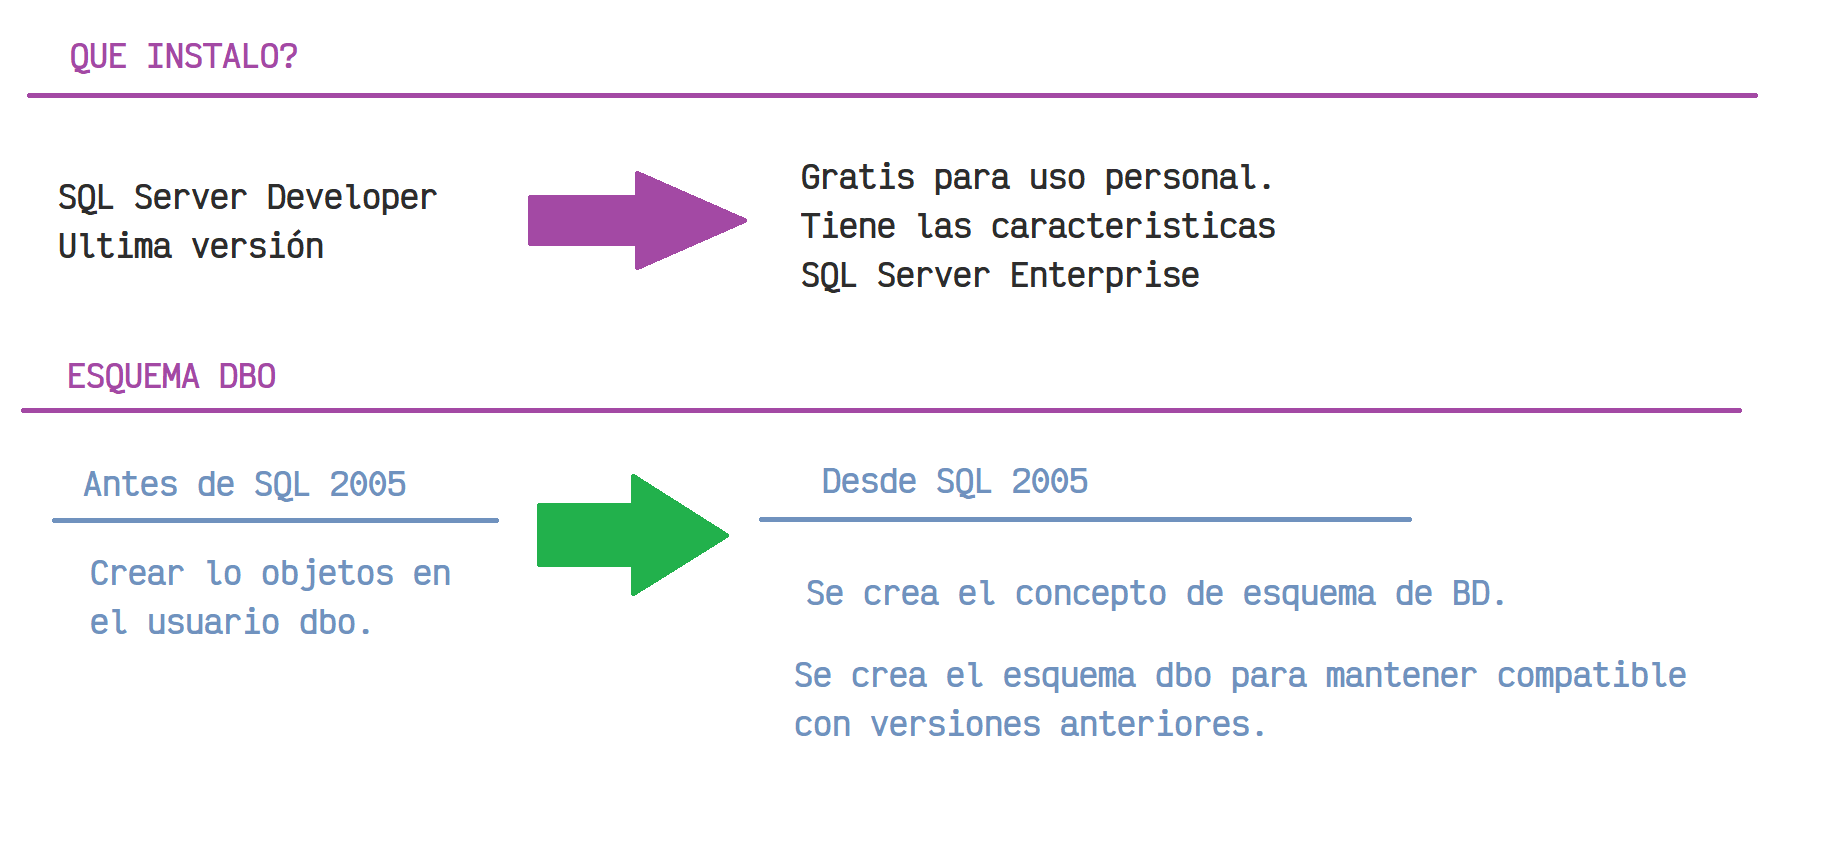 QUE INSTALO?
SQL Server Developer
Ultima versión
Gratis para uso personal.
Tiene las caracteristicas
SQL Server Enterprise
ESQUEMA DBO
Antes de SQL 2005
Crear lo objetos en
el usuario dbo.
Desde SQL 2005
Se crea el concepto de esquema de BD.
Se crea el esquema dbo para mantener compatible
con versiones anteriores.